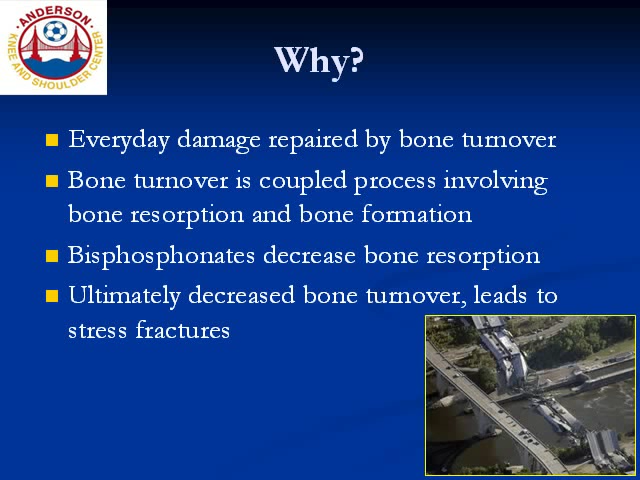 ANDERSON
KNEE AND SHOULDER CENTER
Why?
Everyday damage repaired by bone turnover
Bone turnover is coupled process involving
bone resorption and bone formation
Bisphosphonates decrease bone resorption
Ultimately decreased bone turnover, leads to
stress fractures